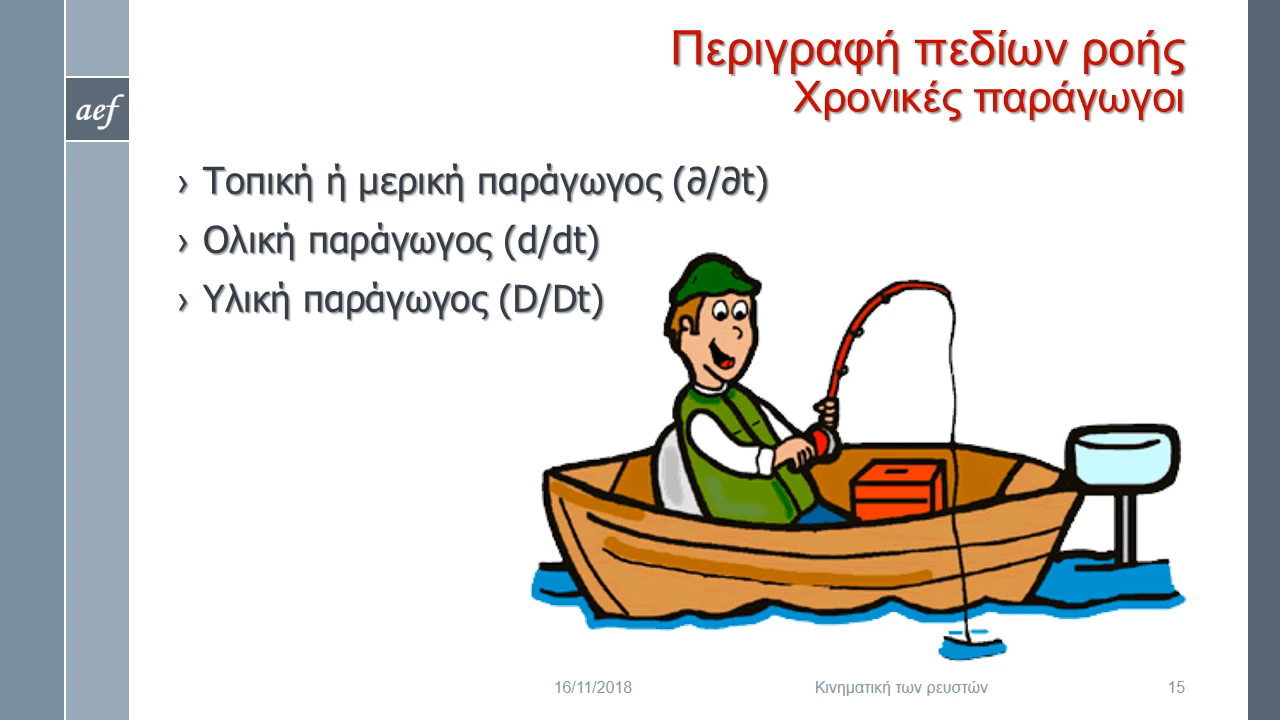 Περιγραφή πεδίων ροής
Χρονικές παράγωγοι
aef
› Τοπική ή μερική παράγωγος (∂/∂t)
› Ολική παράγωγος (d/dt)
› Υλική παράγωγος (D/Dt)
16/11/2018 Κινηματική των ρευστών 15